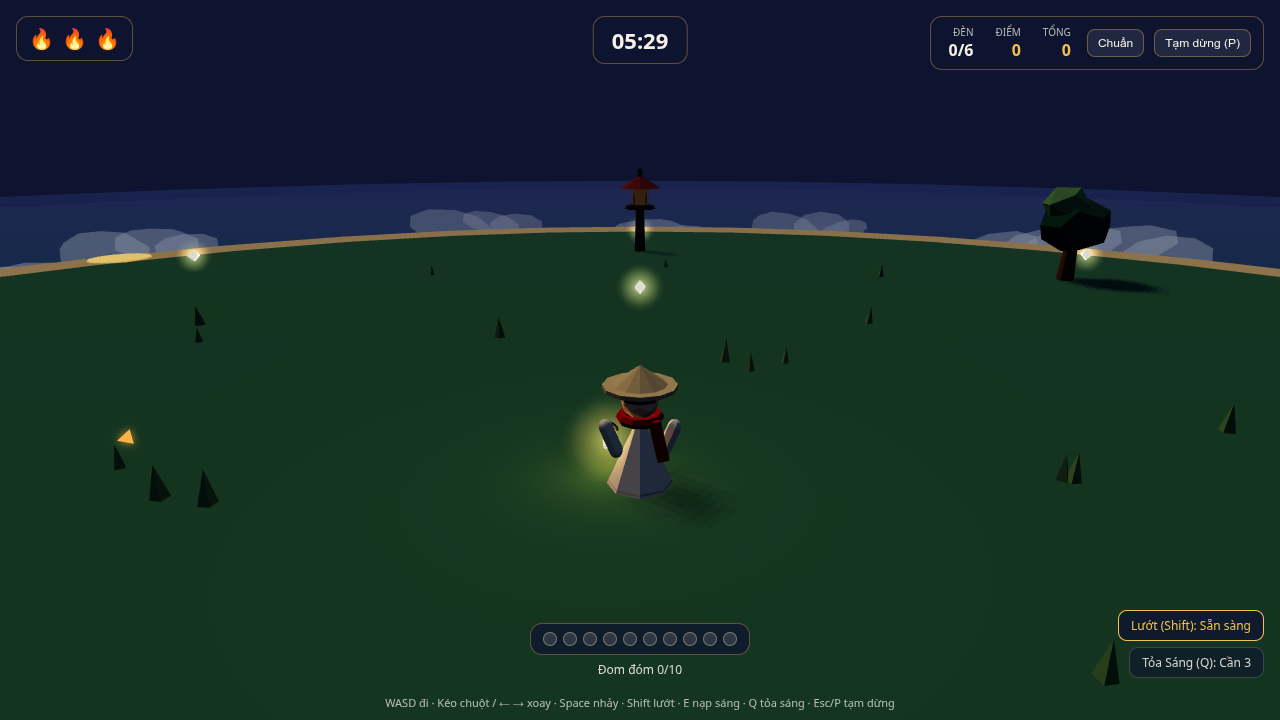 05:29
ĐÈN ĐIỂM TỔNG
0/6 0 0
Chuẩn
Tạm dừng (P)
Lướt (Shift): Sẵn sàng
Tỏa Sáng (Q): Cần 3
Đom đóm 0/10
WASD đi · Kéo chuột / ←→ xoay · Space nhảy · Shift lướt · E nạp sáng · Q tỏa sáng · Esc/P tạm dừng